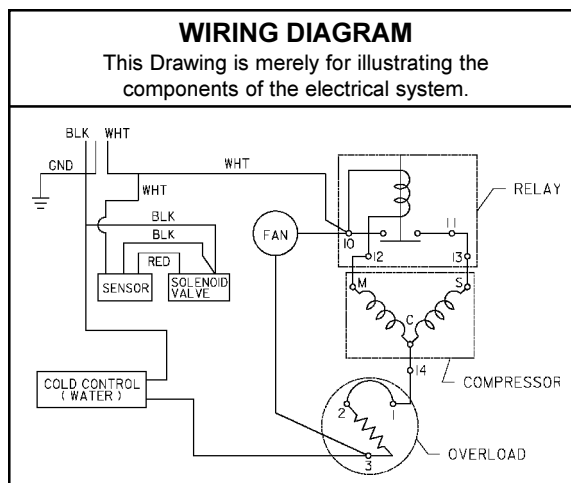 WIRING DIAGRAM
This Drawing is merely for illustrating the
components of the electrical system.
BLK WHT
GND
WHT
WHT
BLK
BLK
RED
SENSOR
SOLENOID
VALVE
FAN
RELAY
10
11
12
13
M
S
C
14
COMPRESSOR
COLD CONTROL
(WATER)
2
1
3
OVERLOAD